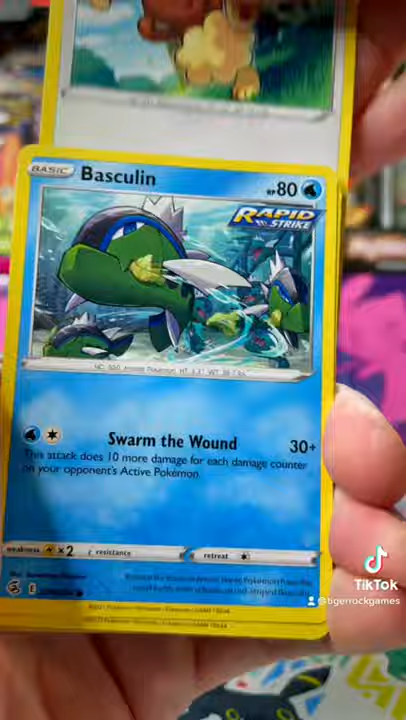 BASIC Basculin HP 80
RAPID
STRIKE
Swarm the Wound 30+
This attack does 10 more damage for each damage counter
on your opponent's Active Pokémon.
weakness ×2 resistance retreat
E
TikTok
@tigerrockgames